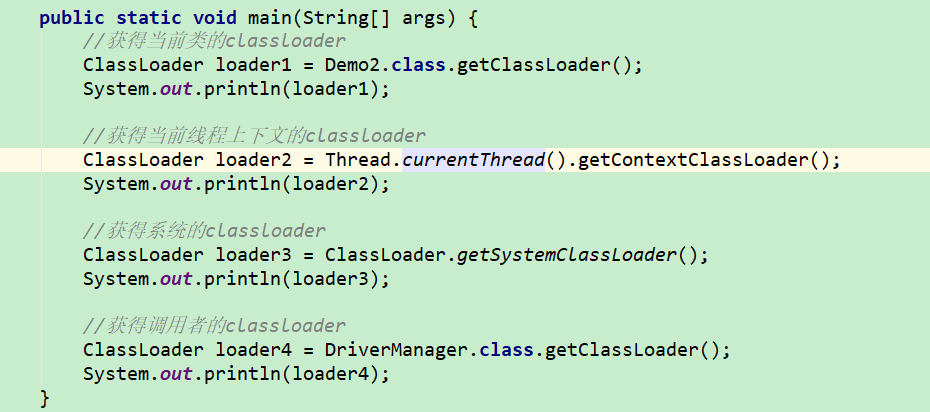 public static void main(String[] args) {
//获得当前类的classloader
ClassLoader loader1 = Demo2.class.getClassLoader();
System.out.println(loader1);
//获得当前线程上下文的classloader
ClassLoader loader2 = Thread.currentThread().getContextClassLoader();
System.out.println(loader2);
//获得系统的classloader
ClassLoader loader3 = ClassLoader.getSystemClassLoader();
System.out.println(loader3);
//获得调用者的classloader
ClassLoader loader4 = DriverManager.class.getClassLoader();
System.out.println(loader4);
}